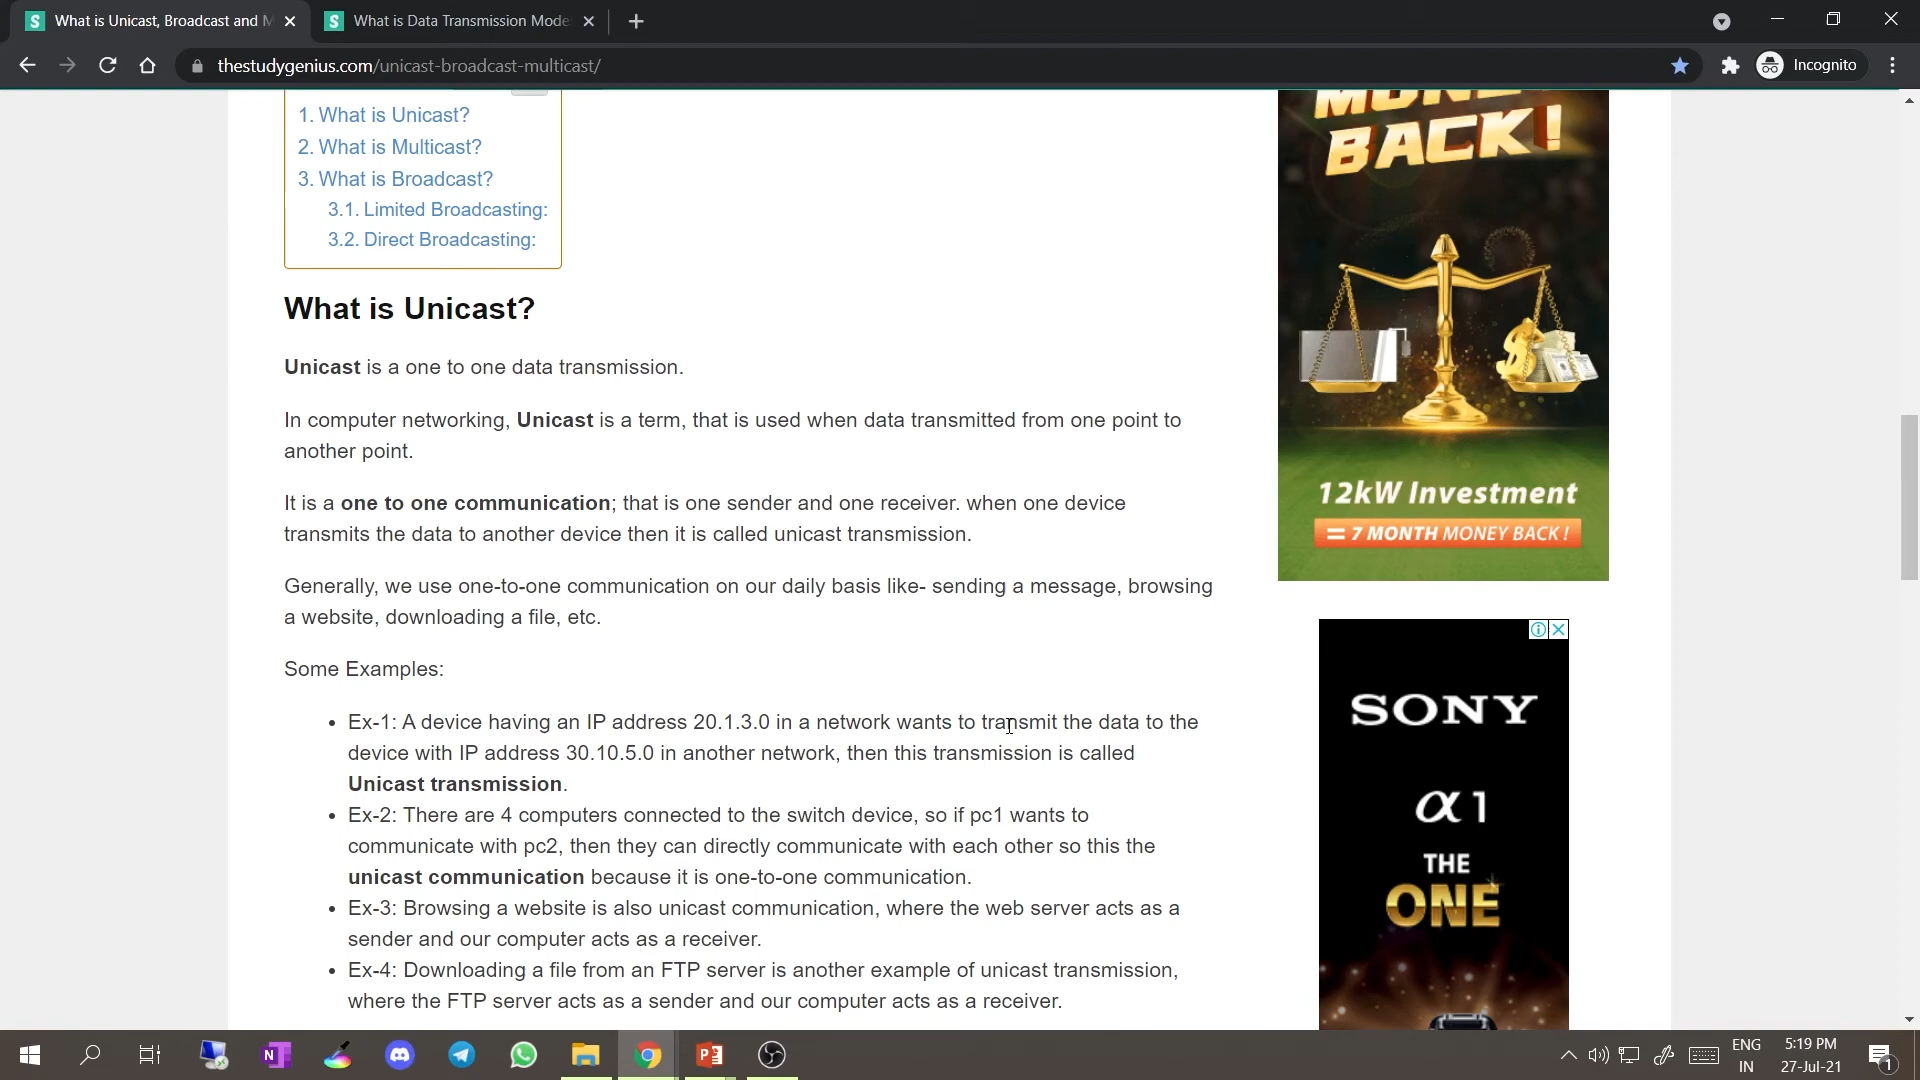 What is Unicast, Broadcast and M
What is Data Transmission Mode
thestudygenius.com/unicast-broadcast-multicast/
Incognito
1. What is Unicast?
2. What is Multicast?
3. What is Broadcast?
3.1. Limited Broadcasting:
3.2. Direct Broadcasting:
What is Unicast?
Unicast is a one to one data transmission.
In computer networking, Unicast is a term, that is used when data transmitted from one point to
another point.
It is a one to one communication; that is one sender and one receiver. when one device
transmits the data to another device then it is called unicast transmission.
Generally, we use one-to-one communication on our daily basis like- sending a message, browsing
a website, downloading a file, etc.
Some Examples:
• Ex-1: A device having an IP address 20.1.3.0 in a network wants to transmit the data to the
device with IP address 30.10.5.0 in another network, then this transmission is called
Unicast transmission.
• Ex-2: There are 4 computers connected to the switch device, so if pc1 wants to
communicate with pc2, then they can directly communicate with each other so this the
unicast communication because it is one-to-one communication.
• Ex-3: Browsing a website is also unicast communication, where the web server acts as a
sender and our computer acts as a receiver.
• Ex-4: Downloading a file from an FTP server is another example of unicast transmission,
where the FTP server acts as a sender and our computer acts as a receiver.
MONEY
BACK!
12kW Investment
= 7 MONTH MONEY BACK !
SONY
α1
THE
ONE
ENG
IN
5:19 PM
27-Jul-21
1